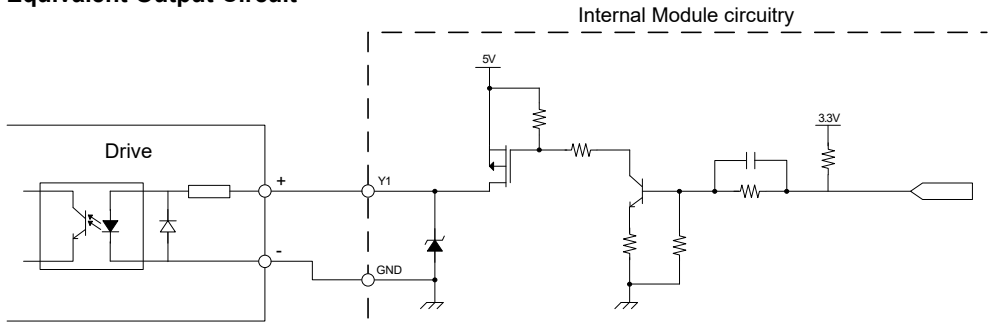 Equivalent Output Circuit
Internal Module circuitry
5V
3.3V
Drive
+
Y1
-
GND